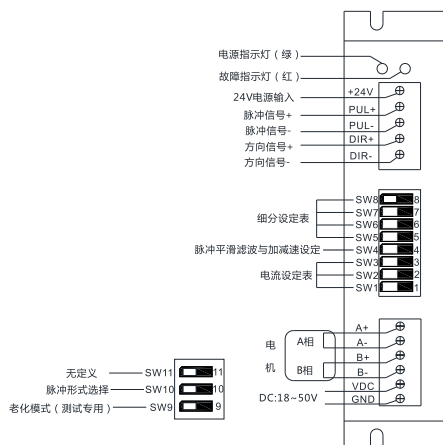 电源指示灯（绿）
故障指示灯（红）
24V电源输入 +24V
脉冲信号+ PUL+
脉冲信号- PUL-
方向信号+ DIR+
方向信号- DIR-
SW8 8
细分设定表 SW7 7
SW6 6
SW5 5
脉冲平滑滤波与加减速设定 SW4 4
SW3 3
电流设定表 SW2 2
SW1 1
A+
电 A相 A-
B+
机 B相 B-
VDC
DC:18~50V GND
无定义 SW11 11
脉冲形式选择 SW10 10
老化模式（测试专用） SW9 9